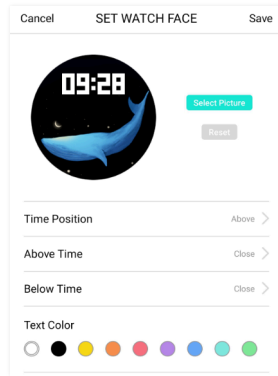 Cancel SET WATCH FACE Save
09:28
Select Picture
Reset
Time Position Above
Above Time Close
Below Time Close
Text Color